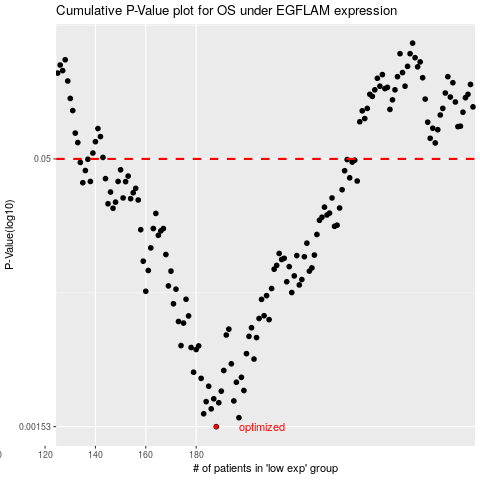 Cumulative P-Value plot for OS under EGFLAM expression
P-Value(log10)
0.05
0.00153
optimized
0
120
140
160
180
# of patients in 'low exp' group